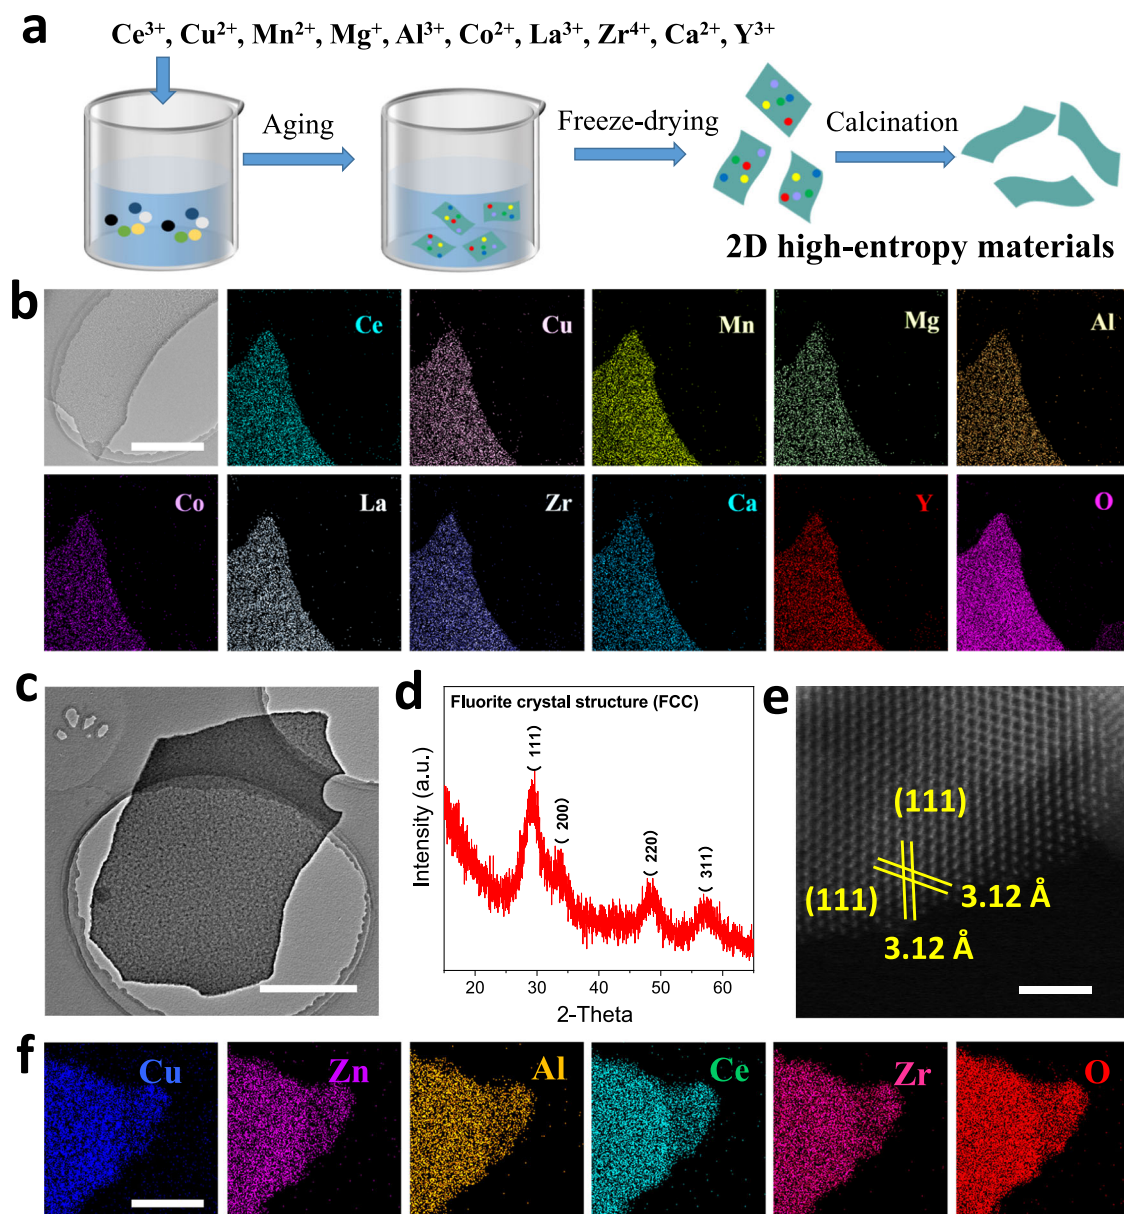 a
Ce³⁺, Cu²⁺, Mn²⁺, Mg⁺, Al³⁺, Co²⁺, La³⁺, Zr⁴⁺, Ca²⁺, Y³⁺
Aging
Freeze-drying
Calcination
2D high-entropy materials
b
Ce
Cu
Mn
Mg
Al
Co
La
Zr
Ca
Y
O
c
d
Fluorite crystal structure (FCC)
(111)
(200)
(220)
(311)
Intensity (a.u.)
20 30 40 50 60
2-Theta
e
(111)
(111)
3.12 Å
3.12 Å
f
Cu
Zn
Al
Ce
Zr
O